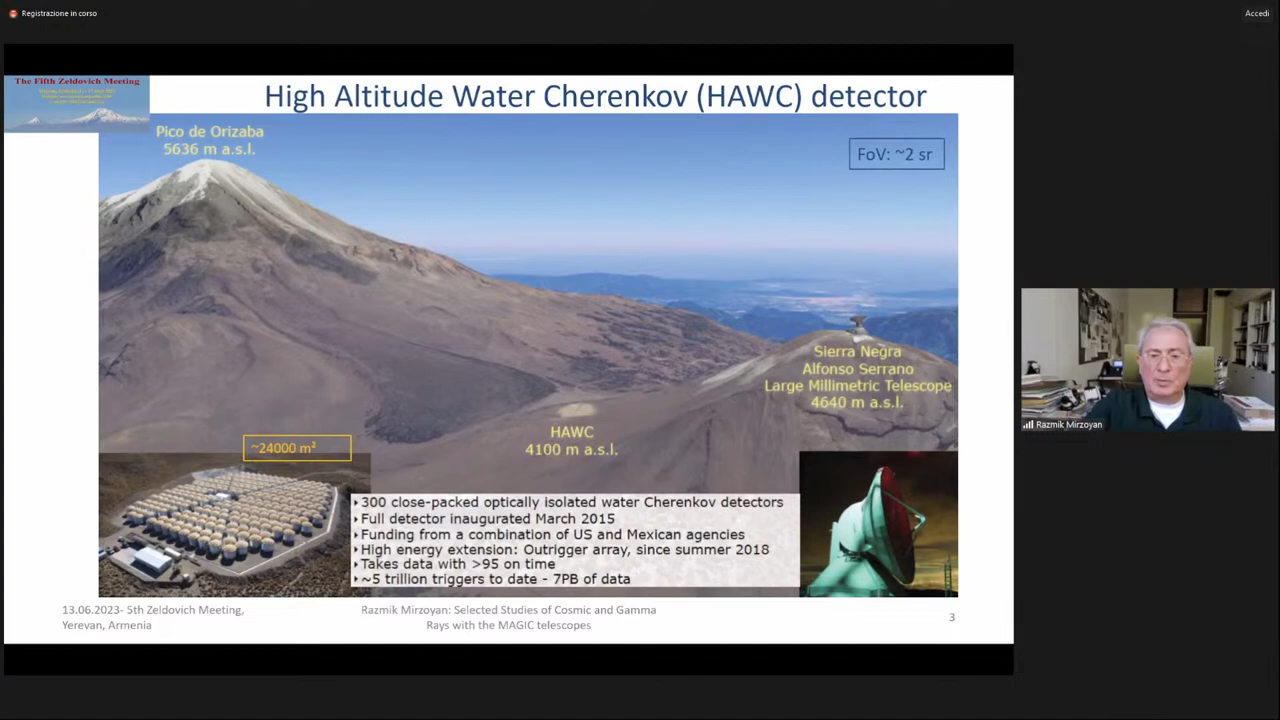 Registrazione in corso
Accedi
The Fifth Zeldovich Meeting
High Altitude Water Cherenkov (HAWC) detector
Pico de Orizaba
5636 m a.s.l.
FoV: ~2 sr
Sierra Negra
Alfonso Serrano
Large Millimetric Telescope
4640 m a.s.l.
HAWC
4100 m a.s.l.
~24000 m²
300 close-packed optically isolated water Cherenkov detectors
Full detector inaugurated March 2015
Funding from a combination of US and Mexican agencies
High energy extension: Outrigger array, since summer 2018
Takes data with >95 on time
~5 trillion triggers to date - 7PB of data
13.06.2023- 5th Zeldovich Meeting,
Yerevan, Armenia
Razmik Mirzoyan: Selected Studies of Cosmic and Gamma
Rays with the MAGIC telescopes
3
Razmik Mirzoyan